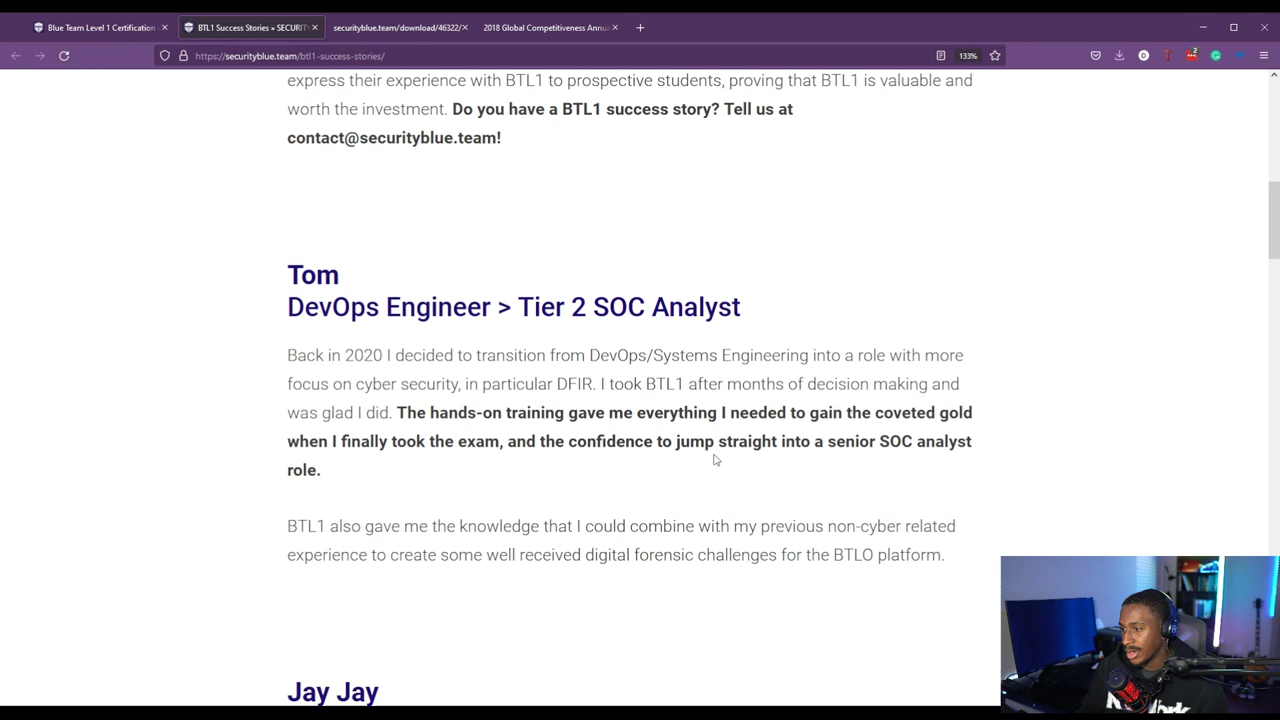 Blue Team Level 1 Certification
BTL1 Success Stories » SECURIT
securityblue.team/download/46322/
2018 Global Competitiveness Annu
https://securityblue.team/btl1-success-stories/
133%
express their experience with BTL1 to prospective students, proving that BTL1 is valuable and
worth the investment. Do you have a BTL1 success story? Tell us at
contact@securityblue.team!
Tom
DevOps Engineer > Tier 2 SOC Analyst
Back in 2020 I decided to transition from DevOps/Systems Engineering into a role with more
focus on cyber security, in particular DFIR. I took BTL1 after months of decision making and
was glad I did. The hands-on training gave me everything I needed to gain the coveted gold
when I finally took the exam, and the confidence to jump straight into a senior SOC analyst
role.
BTL1 also gave me the knowledge that I could combine with my previous non-cyber related
experience to create some well received digital forensic challenges for the BTLO platform.
Jay Jay